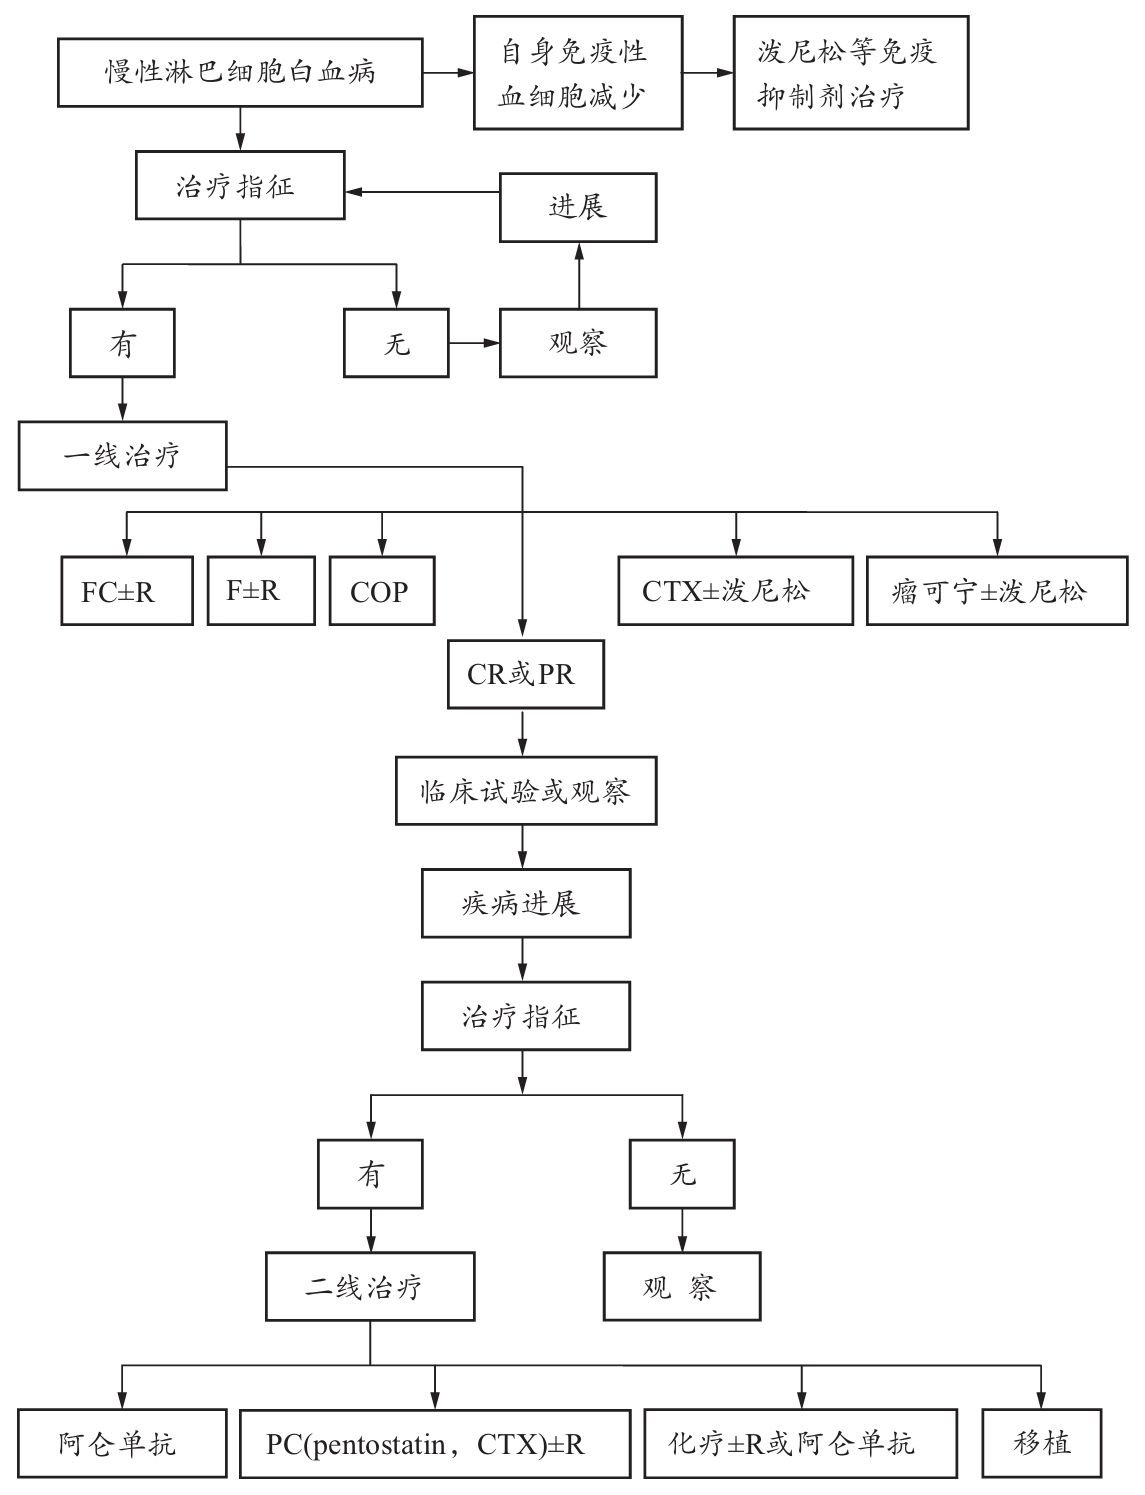 慢性淋巴细胞白血病
自身免疫性
血细胞减少
泼尼松等免疫
抑制剂治疗
治疗指征
进展
有
无
观察
一线治疗
FC±R
F±R
COP
CTX±泼尼松
瘤可宁±泼尼松
CR或PR
临床试验或观察
疾病进展
治疗指征
有
无
二线治疗
观 察
阿仑单抗
PC(pentostatin，CTX)±R
化疗±R或阿仑单抗
移植